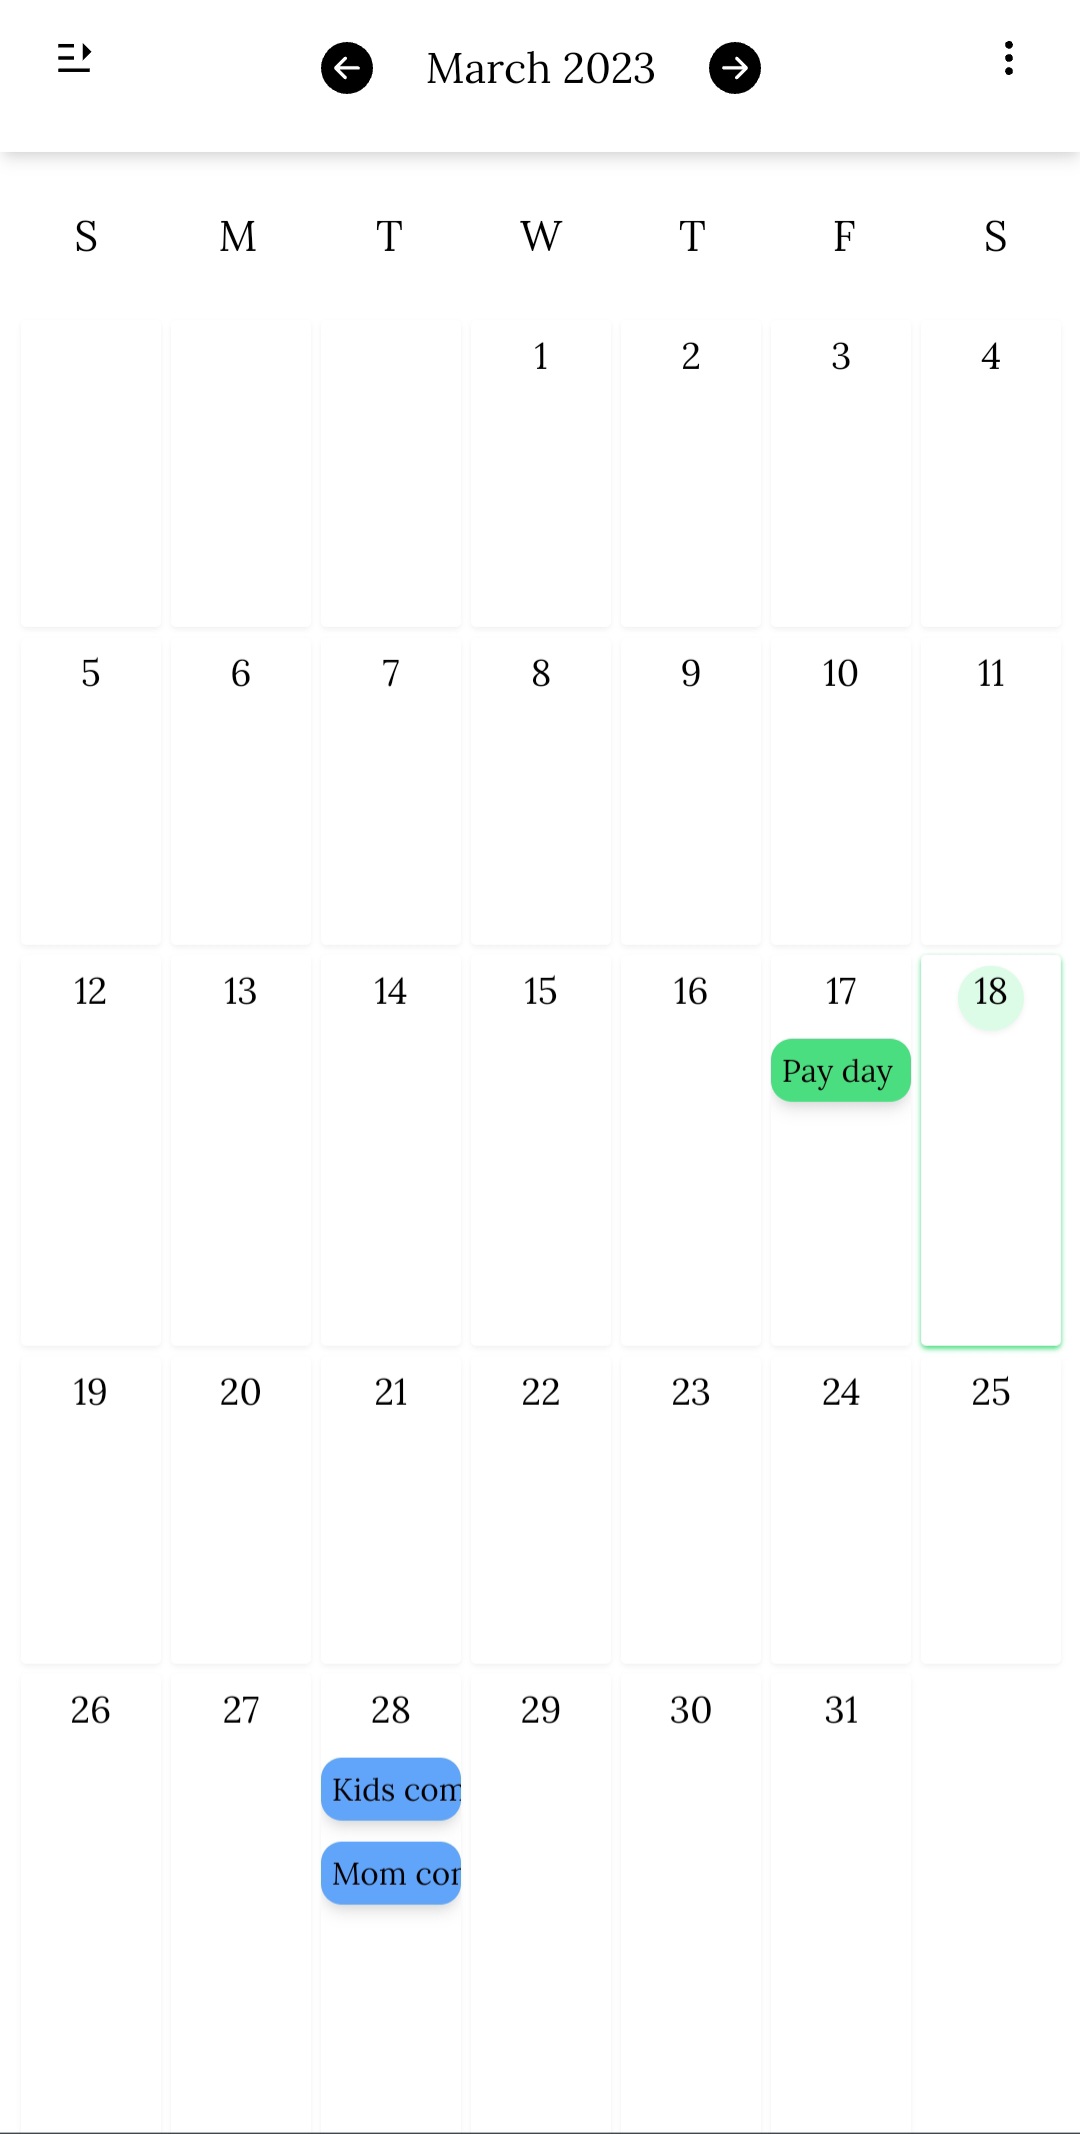 March 2023
S M T W T F S
1 2 3 4
5 6 7 8 9 10 11
12 13 14 15 16 17 18
Pay day
19 20 21 22 23 24 25
26 27 28 29 30 31
Kids com
Mom cor